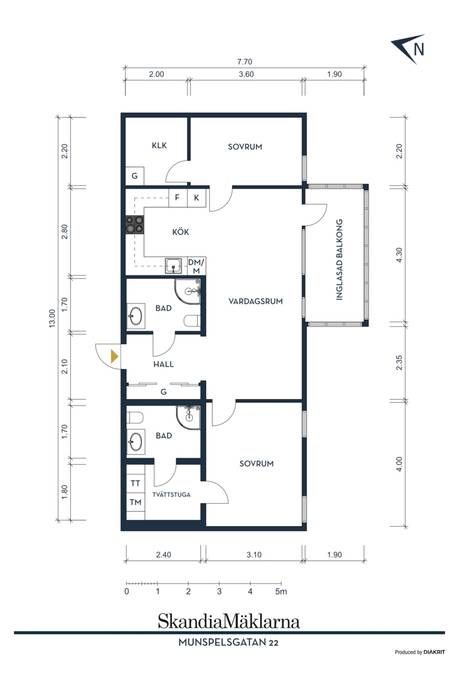 N
7.70
2.00 3.60 1.90
2.20 2.20
KLK SOVRUM
G
F K
2.80 KÖK
DM/
M
INGLASAD BALKONG
4.30
VARDAGSRUM
13.00
1.70 BAD
2.10 HALL 2.35
G
1.70 BAD
SOVRUM 4.00
TT
TM TVÄTTSTUGA
1.80
2.40 3.10 1.90
0 1 2 3 4 5m
SkandiaMäklarna
MUNSPELSGATAN 22
Produced by DIAKRIT